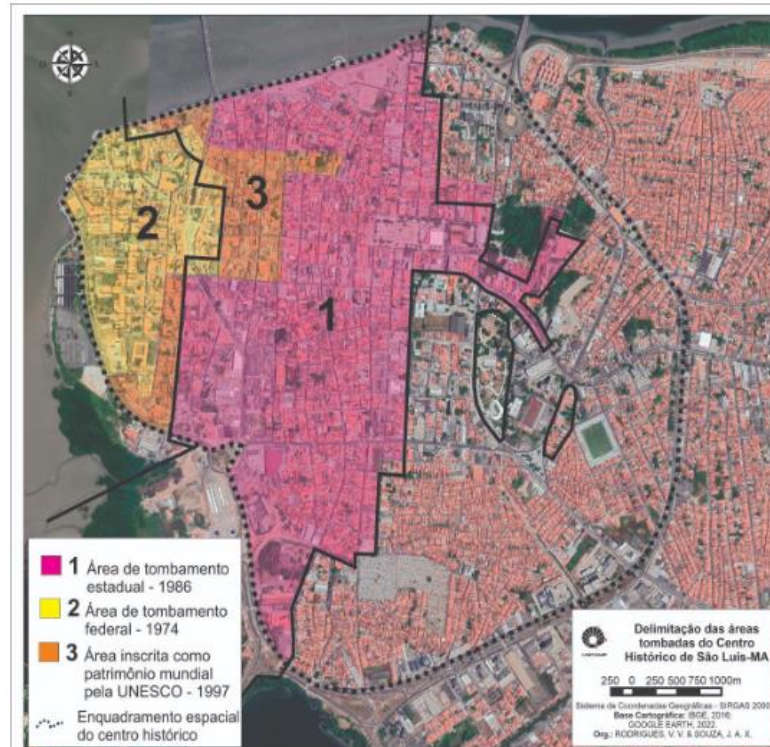 2
3
1
1 Área de tombamento
estadual - 1986
2 Área de tombamento
federal - 1974
3 Área inscrita como
patrimônio mundial
pela UNESCO - 1997
Enquadramento espacial
do centro histórico
Delimitação das áreas
tombadas do Centro
Histórico de São Luis-MA
250 0 250 500 750 1000m
Sistema de Coordenadas Geográficas - SIRGAS 2000
Base Cartográfica: IBGE, 2016;
GOOGLE EARTH, 2022.
Org.: RODRIGUES, V. V. & SOUZA, J. A. X.